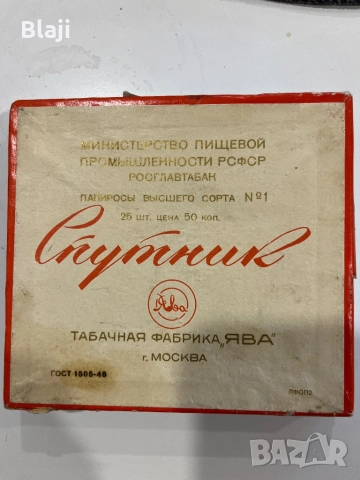 Blaji
МИНИСТЕРСТВО ПИЩЕВОЙ
ПРОМЫШЛЕННОСТИ РСФСР
РОСГЛАВТАБАК
ПАПИРОСЫ ВЫСШЕГО СОРТА №1
25 ШТ. ЦЕНА 50 КОП.
Спутник
Ява
ТАБАЧНАЯ ФАБРИКА „ЯВА"
г. МОСКВА
ГОСТ 1505-48
BAZAR
bg